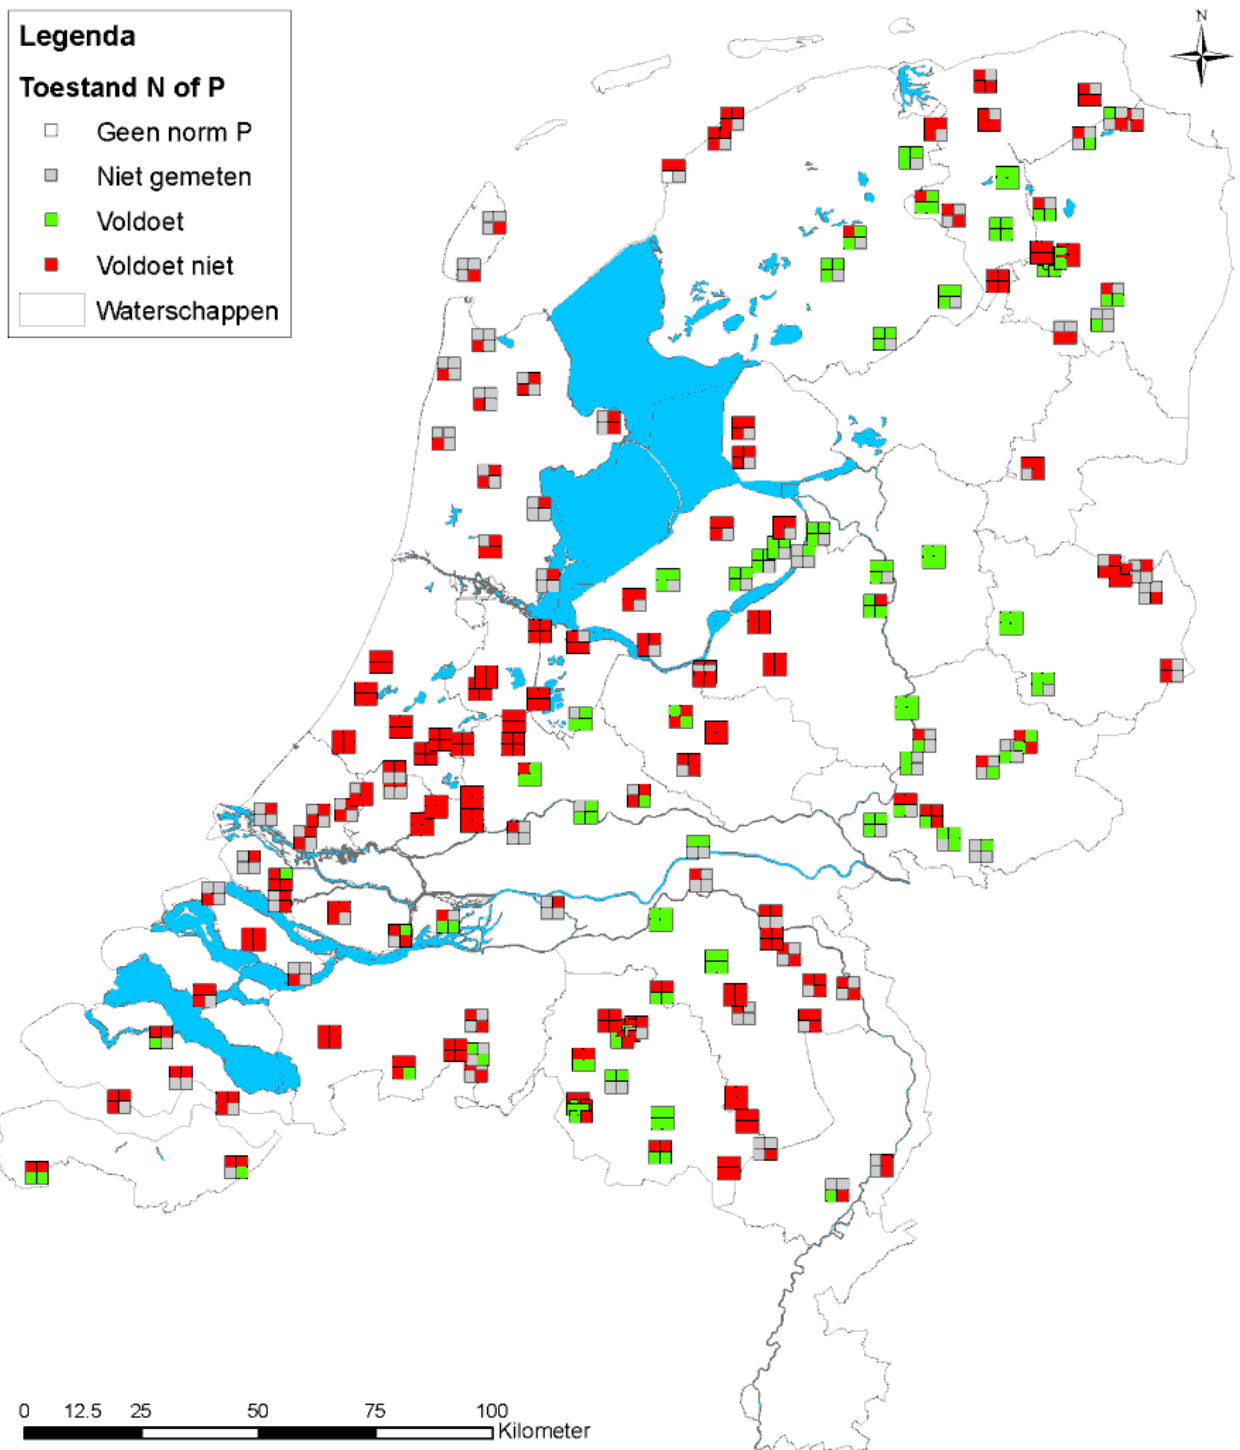 Legenda
Toestand N of P
Geen norm P
Niet gemeten
Voldoet
Voldoet niet
Waterschappen
N
0 12.5 25 50 75 100
Kilometer